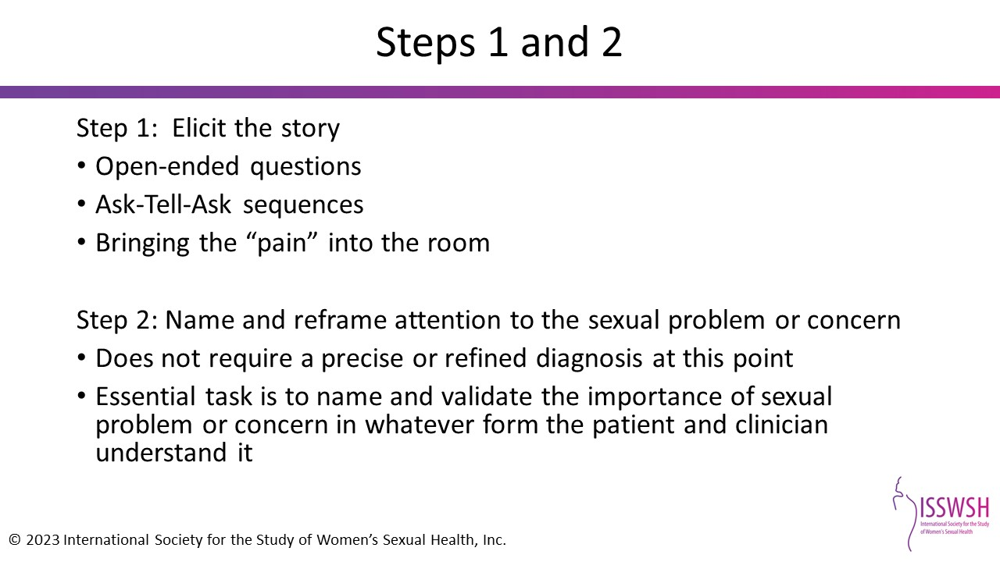 Steps 1 and 2
Step 1:  Elicit the story
• Open-ended questions
• Ask-Tell-Ask sequences
• Bringing the “pain” into the room
Step 2: Name and reframe attention to the sexual problem or concern
• Does not require a precise or refined diagnosis at this point
• Essential task is to name and validate the importance of sexual
problem or concern in whatever form the patient and clinician
understand it
ISSWSH
International Society for the Study
of Women's Sexual Health
© 2023 International Society for the Study of Women’s Sexual Health, Inc.